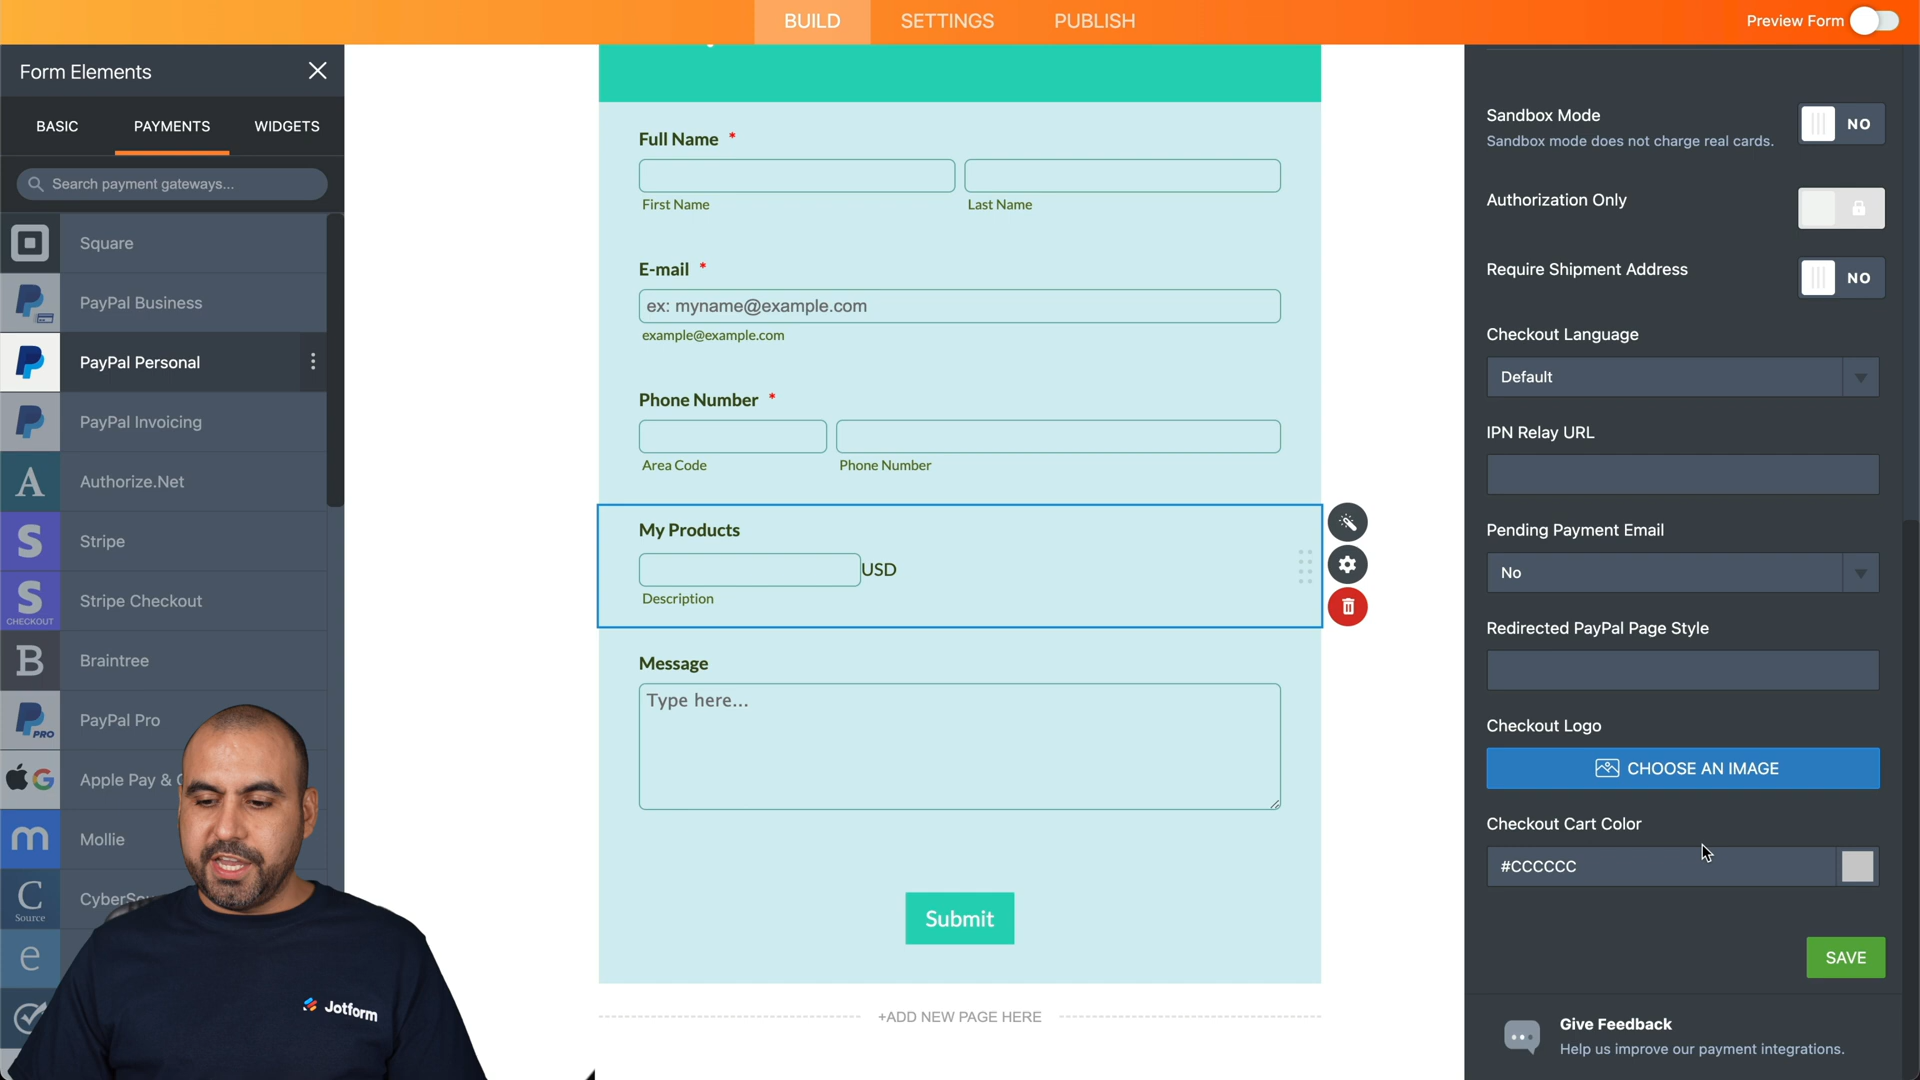 BUILD
SETTINGS
PUBLISH
Preview Form
Form Elements
BASIC
PAYMENTS
WIDGETS
Search payment gateways...
Square
PayPal Business
PayPal Personal
PayPal Invoicing
A
Authorize.Net
S
Stripe
S
CHECKOUT
Stripe Checkout
B
Braintree
PRO
PayPal Pro
G
Apple Pay &
m
Mollie
C
Source
e
Jotform
Full Name *
First Name
Last Name
E-mail *
ex: myname@example.com
example@example.com
Phone Number *
Area Code
Phone Number
My Products
USD
Description
Message
Type here...
Submit
+ADD NEW PAGE HERE
Sandbox Mode
Sandbox mode does not charge real cards.
NO
Authorization Only
Require Shipment Address
NO
Checkout Language
Default
IPN Relay URL
Pending Payment Email
No
Redirected PayPal Page Style
Checkout Logo
CHOOSE AN IMAGE
Checkout Cart Color
#CCCCCC
SAVE
Give Feedback
Help us improve our payment integrations.